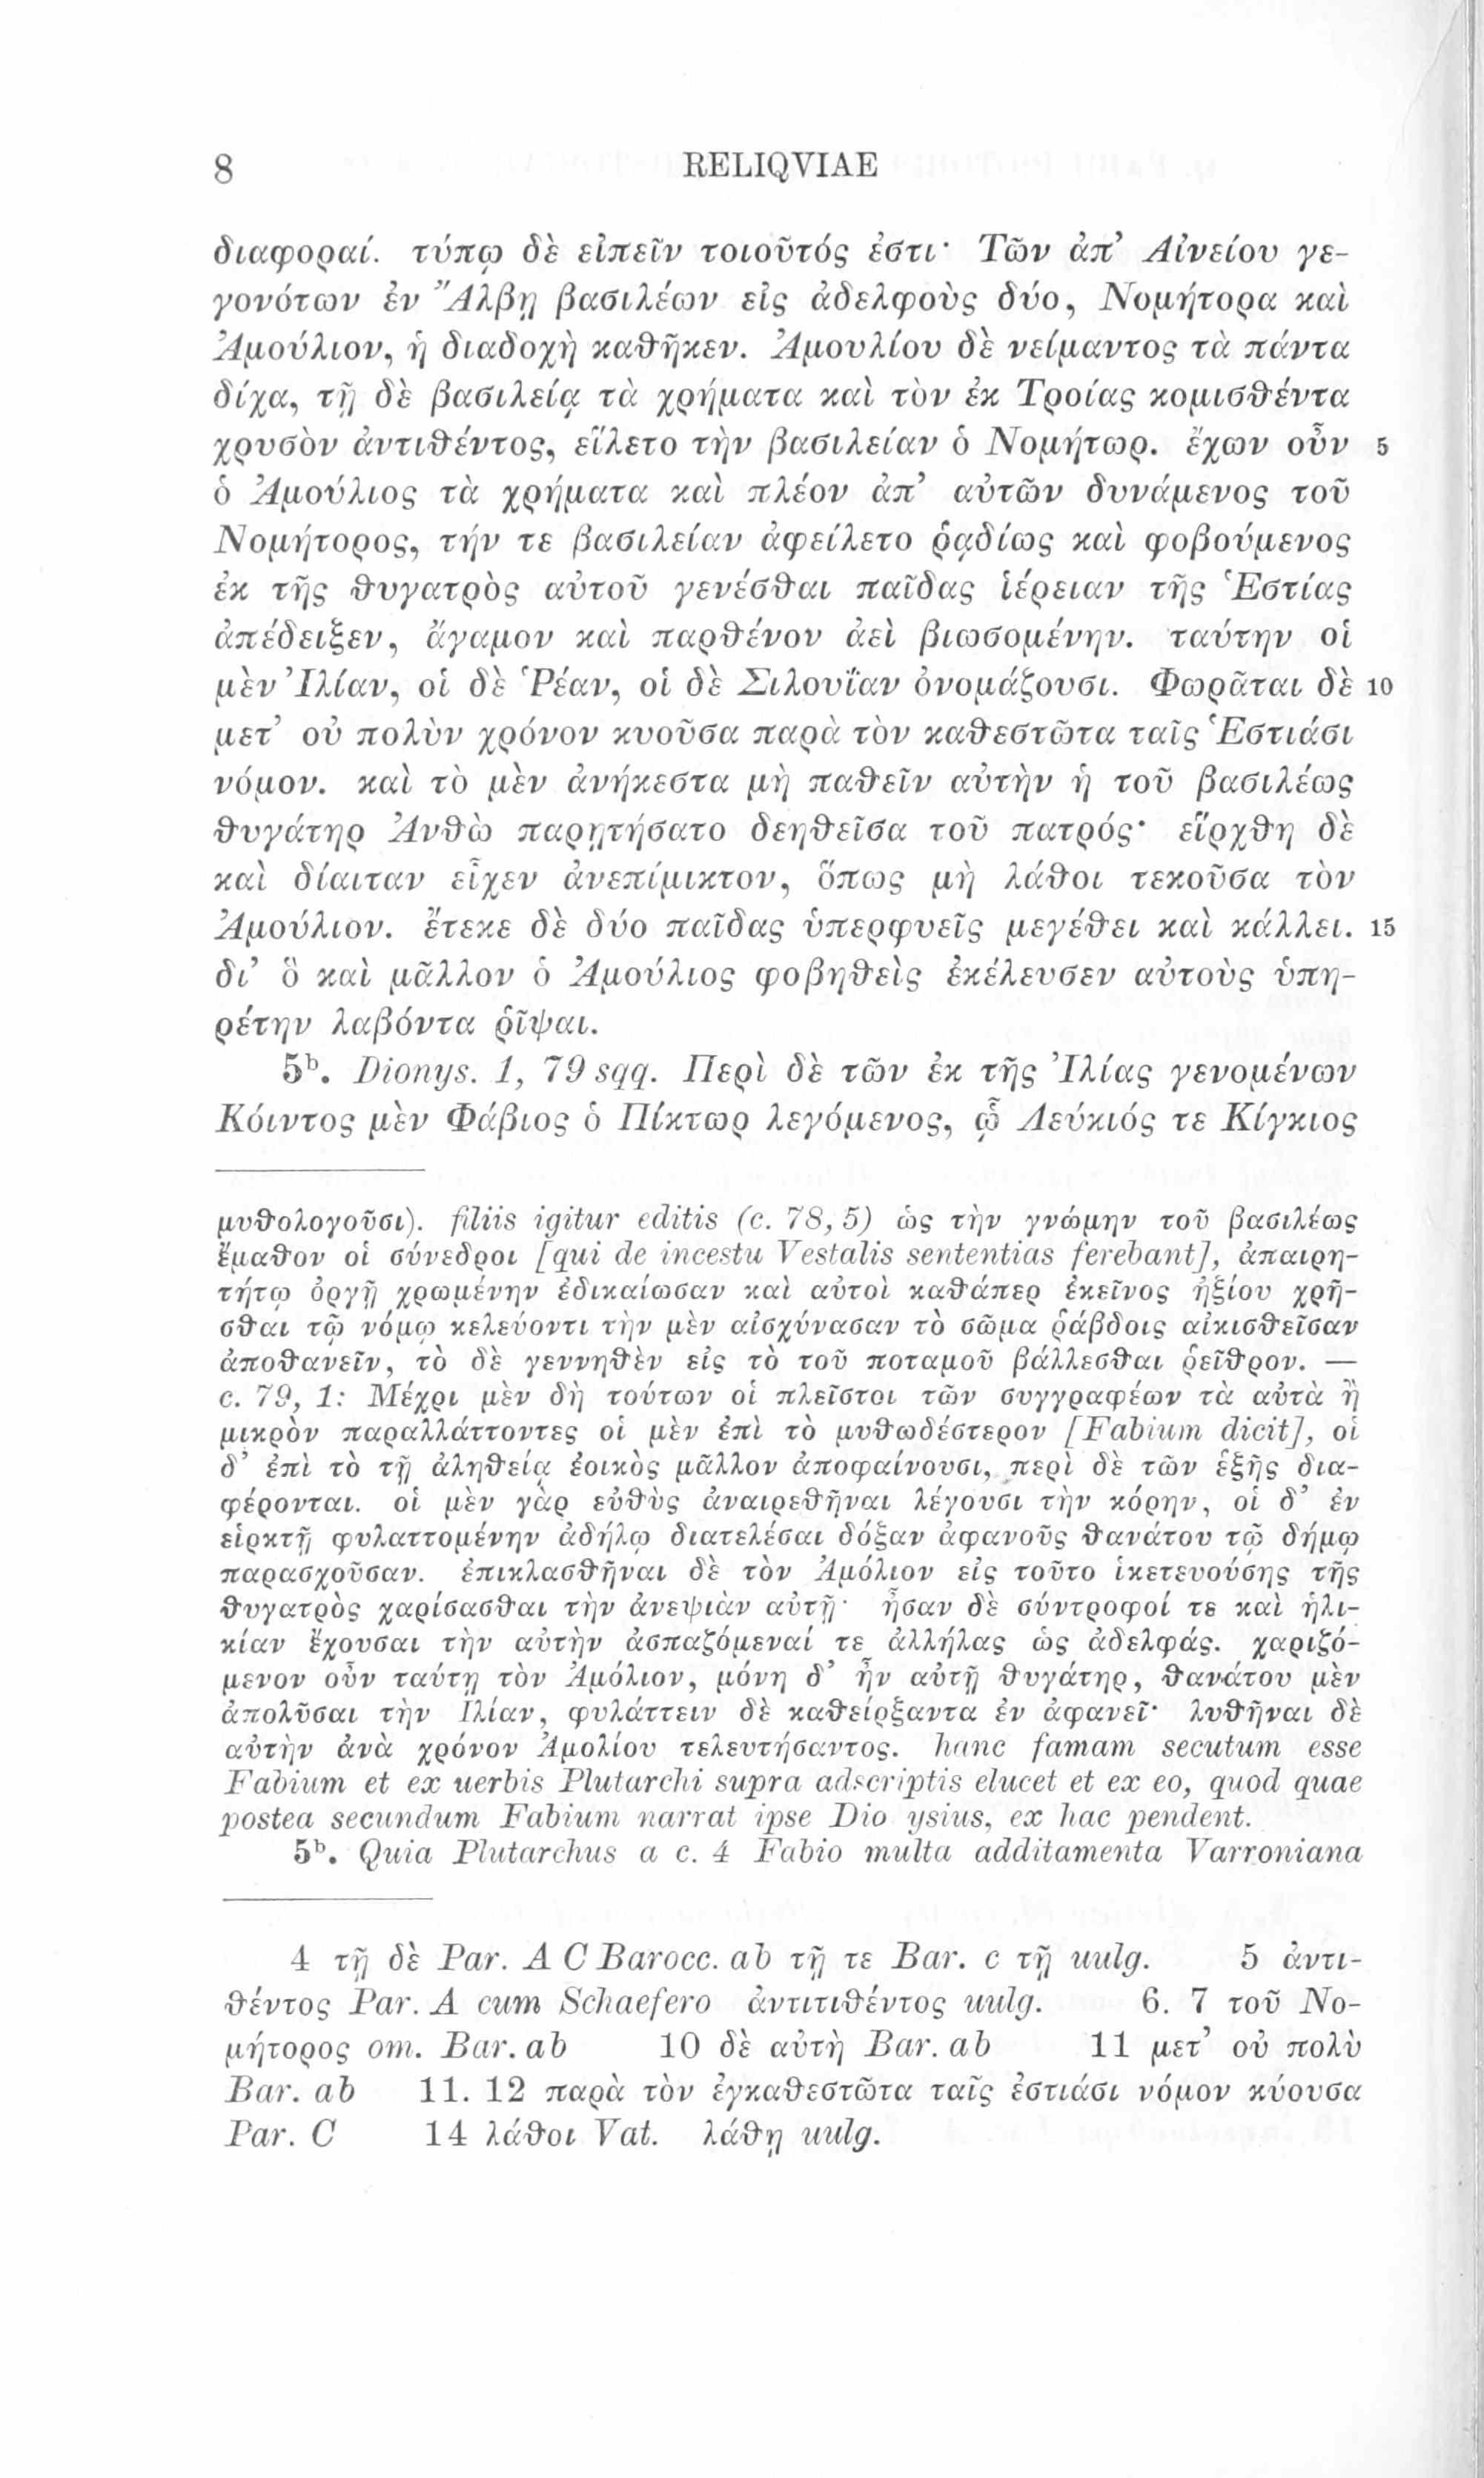 8 RELIQVIAE
διαφοραί. τύπῳ δὲ εἰπεῖν τοιοῦτός ἐστι· Τῶν ἀπ’ Αἰνείου γε-
γονότων ἐν Ἄλβῃ βασιλέων εἰς ἀδελφοὺς δύο, Νομήτορα καὶ
Ἀμούλιον, ἡ διαδοχὴ καθῆκεν. Ἀμουλίου δὲ νείμαντος τὰ πάντα
δίχα, τῇ δὲ βασιλείᾳ τὰ χρήματα καὶ τὸν ἐκ Τροίας κομισθέντα
χρυσὸν ἀντιθέντος, εἵλετο τὴν βασιλείαν ὁ Νομήτωρ. ἔχων οὖν 5
ὁ Ἀμούλιος τὰ χρήματα καὶ πλέον ἀπ’ αὐτῶν δυνάμενος τοῦ
Νομήτορος, τήν τε βασιλείαν ἀφείλετο ῥᾳδίως καὶ φοβούμενος
ἐκ τῆς θυγατρὸς αὐτοῦ γενέσθαι παῖδας ἱέρειαν τῆς Ἑστίας
ἀπέδειξεν, ἄγαμον καὶ παρθένον ἀεὶ βιωσομένην. ταύτην οἱ
μὲν Ἰλίαν, οἱ δὲ Ῥέαν, οἱ δὲ Σιλουΐαν ὀνομάζουσι. Φωρᾶται δὲ 10
μετ’ οὐ πολὺν χρόνον κυοῦσα παρὰ τὸν καθεστῶτα ταῖς Ἑστιάσι
νόμον. καὶ τὸ μὲν ἀνήκεστα μὴ παθεῖν αὐτὴν ἡ τοῦ βασιλέως
θυγάτηρ Ἀνθὼ παρῃτήσατο δεηθεῖσα τοῦ πατρός· εἵρχθη δὲ
καὶ δίαιταν εἶχεν ἀνεπίμικτον, ὅπως μὴ λάθοι τεκοῦσα τὸν
Ἀμούλιον. ἔτεκε δὲ δύο παῖδας ὑπερφυεῖς μεγέθει καὶ κάλλει. 15
δι’ ὃ καὶ μᾶλλον ὁ Ἀμούλιος φοβηθεὶς ἐκέλευσεν αὐτοὺς ὑπη-
ρέτην λαβόντα ῥῖψαι.
5ᵇ. Dionys. 1, 79 sqq. Περὶ δὲ τῶν ἐκ τῆς Ἰλίας γενομένων
Κόιντος μὲν Φάβιος ὁ Πίκτωρ λεγόμενος, ᾧ Λεύκιός τε Κίγκιος
μυθολογοῦσι). filiis igitur editis (c. 78, 5) ὡς τὴν γνώμην τοῦ βασιλέως
ἔμαθον οἱ σύνεδροι [qui de incestu Vestalis sententias ferebant], ἀπαιρη-
τήτῳ ὀργῇ χρωμένην ἐδικαίωσαν καὶ αὐτοὶ καθάπερ ἐκεῖνος ἠξίου χρῆ-
σθαι τῷ νόμῳ κελεύοντι τὴν μὲν αἰσχύνασαν τὸ σῶμα ῥάβδοις αἰκισθεῖσαν
ἀποθανεῖν, τὸ δὲ γεννηθὲν εἰς τὸ τοῦ ποταμοῦ βάλλεσθαι ῥεῖθρον. —
c. 79, 1: Μέχρι μὲν δὴ τούτων οἱ πλεῖστοι τῶν συγγραφέων τὰ αὐτὰ ἢ
μικρὸν παραλλάττοντες οἱ μὲν ἐπὶ τὸ μυθωδέστερον [Fabium dicit], οἱ
δ’ ἐπὶ τὸ τῇ ἀληθείᾳ ἐοικὸς μᾶλλον ἀποφαίνουσι, περὶ δὲ τῶν ἑξῆς δια-
φέρονται. οἱ μὲν γὰρ εὐθὺς ἀναιρεθῆναι λέγουσι τὴν κόρην, οἱ δ’ ἐν
εἱρκτῇ φυλαττομένην ἀδήλῳ διατελέσαι δόξαν ἀφανοῦς θανάτου τῷ δήμῳ
παρασχοῦσαν. ἐπικλασθῆναι δὲ τὸν Ἀμόλιον εἰς τοῦτο ἱκετευούσης τῆς
θυγατρὸς χαρίσασθαι τὴν ἀνεψιὰν αὐτῇ· ἦσαν δὲ σύντροφοί τε καὶ ἡλι-
κίαν ἔχουσαι τὴν αὐτὴν ἀσπαζόμεναί τε ἀλλήλας ὡς ἀδελφάς. χαριζό-
μενον οὖν ταύτῃ τὸν Ἀμόλιον, μόνη δ’ ἦν αὐτῇ θυγάτηρ, θανάτου μὲν
ἀπολῦσαι τὴν Ἰλίαν, φυλάττειν δὲ καθείρξαντα ἐν ἀφανεῖ· λυθῆναι δὲ
αὐτὴν ἀνὰ χρόνον Ἀμολίου τελευτήσαντος. hanc famam secutum esse
Fabium et ex uerbis Plutarchi supra adscriptis elucet et ex eo, quod quae
postea secundum Fabium narrat ipse Dio ysius, ex hac pendent.
5ᵇ. Quia Plutarchus a c. 4 Fabio multa additamenta Varroniana
4 τῇ δὲ Par. A C Barocc. ab τῇ τε Bar. c τῇ uulg. 5 ἀντι-
θέντος Par. A cum Schaefero ἀντιτιθέντος uulg. 6. 7 τοῦ Νο-
μήτορος om. Bar. ab 10 δὲ αὐτὴ Bar. ab 11 μετ’ οὐ πολὺ
Bar. ab 11. 12 παρὰ τὸν ἐγκαθεστῶτα ταῖς ἑστιάσι νόμον κύουσα
Par. C 14 λάθοι Vat. λάθῃ uulg.